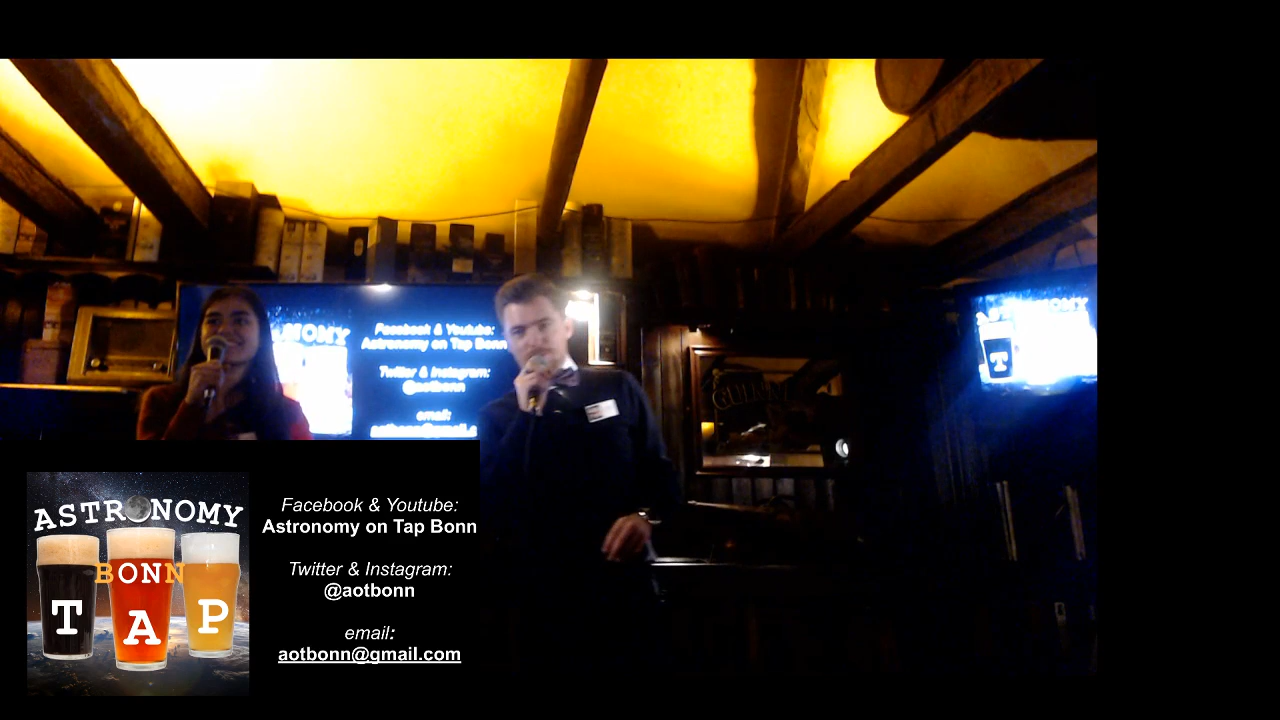 NOMY
Facebook & Youtube:
Astronomy on Tap Bonn
Twitter & Instagram:
@aotbonn
email:
T
ASTRONOMY
BONN
T A P
Facebook & Youtube:
Astronomy on Tap Bonn
Twitter & Instagram:
@aotbonn
email:
aotbonn@gmail.com